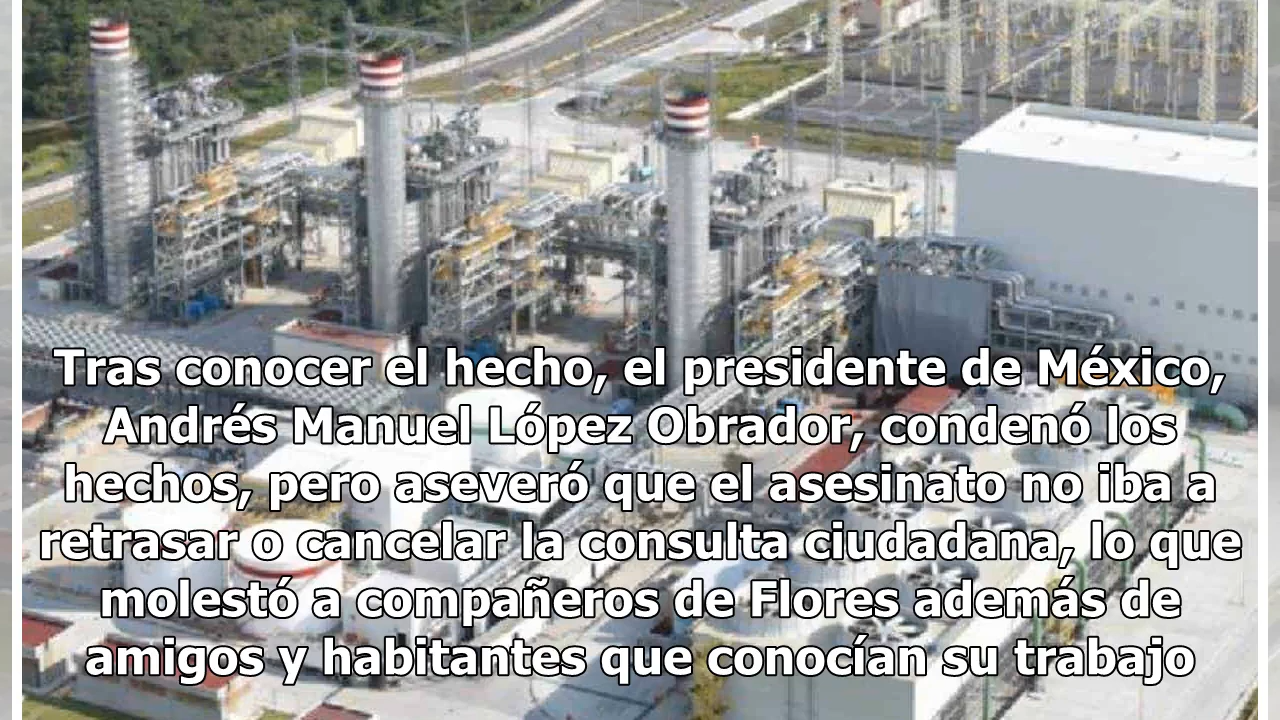 Tras conocer el hecho, el presidente de México,
Andrés Manuel López Obrador, condenó los
hechos, pero aseveró que el asesinato no iba a
retrasar o cancelar la consulta ciudadana, lo que
molestó a compañeros de Flores además de
amigos y habitantes que conocían su trabajo